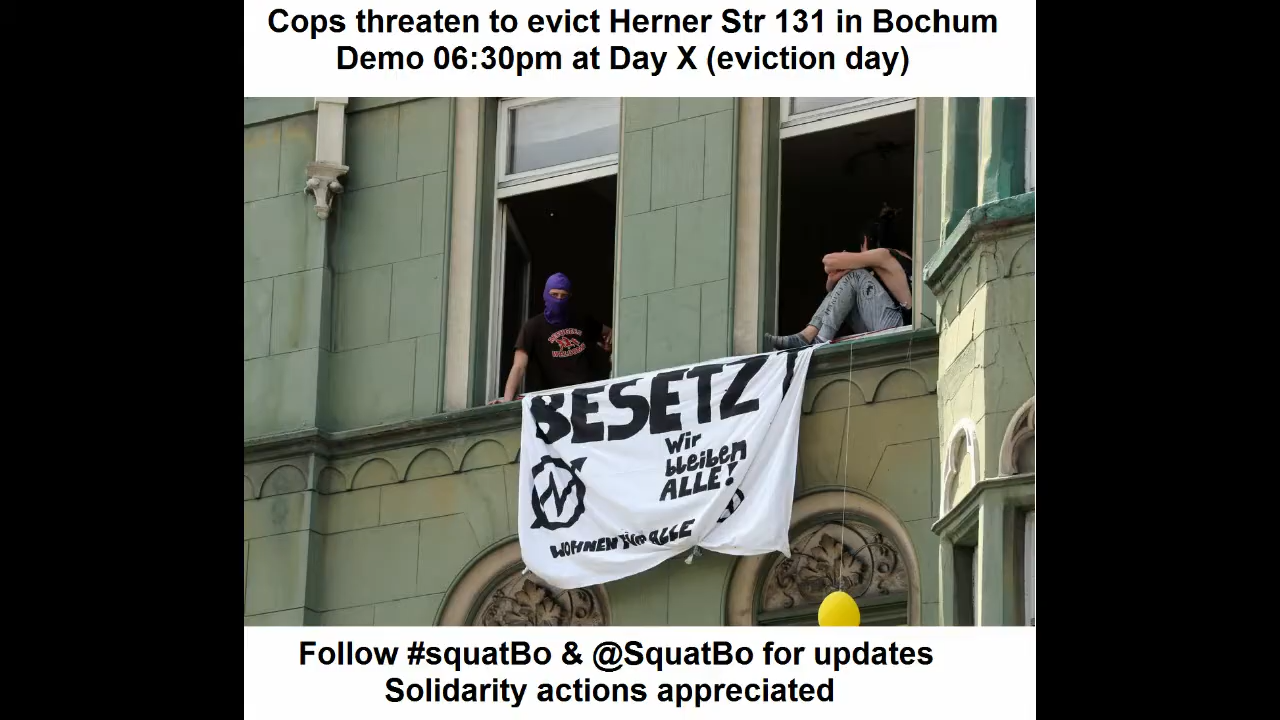 Cops threaten to evict Herner Str 131 in Bochum
Demo 06:30pm at Day X (eviction day)
BESETZT
Wir
bleiben
ALLE!
WOHNEN FÜR ALLE
Follow #squatBo & @SquatBo for updates
Solidarity actions appreciated